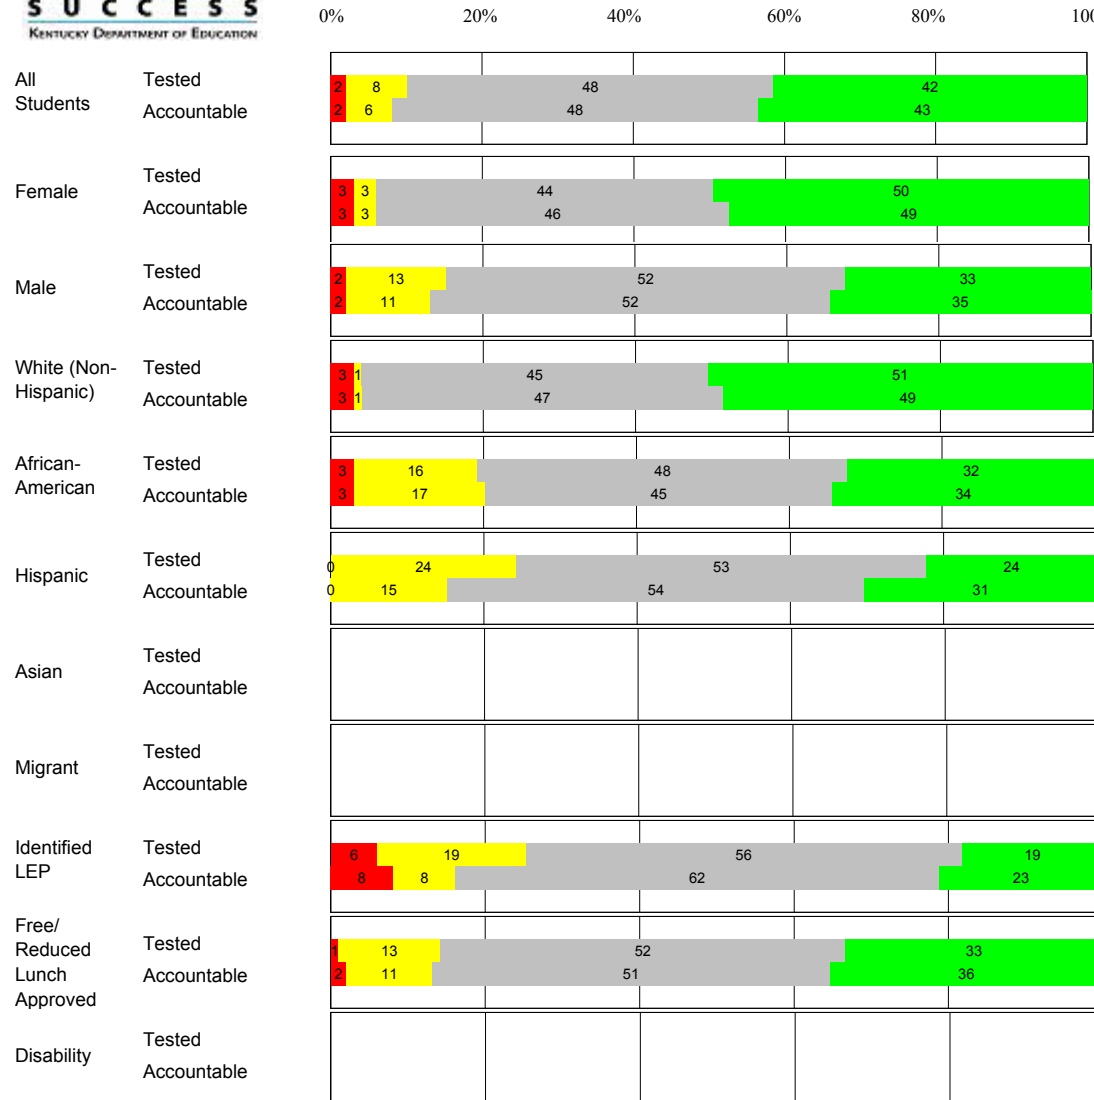 SUCCESS
KENTUCKY DEPARTMENT OF EDUCATION
0% 20% 40% 60% 80% 100
All
Students
Tested
2 8 48 42
Accountable
2 6 48 43
Female
Tested
3 3 44 50
Accountable
3 3 46 49
Male
Tested
2 13 52 33
Accountable
2 11 52 35
White (Non-
Hispanic)
Tested
3 1 45 51
Accountable
3 1 47 49
African-
American
Tested
3 16 48 32
Accountable
3 17 45 34
Hispanic
Tested
0 24 53 24
Accountable
0 15 54 31
Asian
Tested
Accountable
Migrant
Tested
Accountable
Identified
LEP
Tested
6 19 56 19
Accountable
8 8 62 23
Free/
Reduced
Lunch
Approved
Tested
1 13 52 33
Accountable
2 11 51 36
Disability
Tested
Accountable